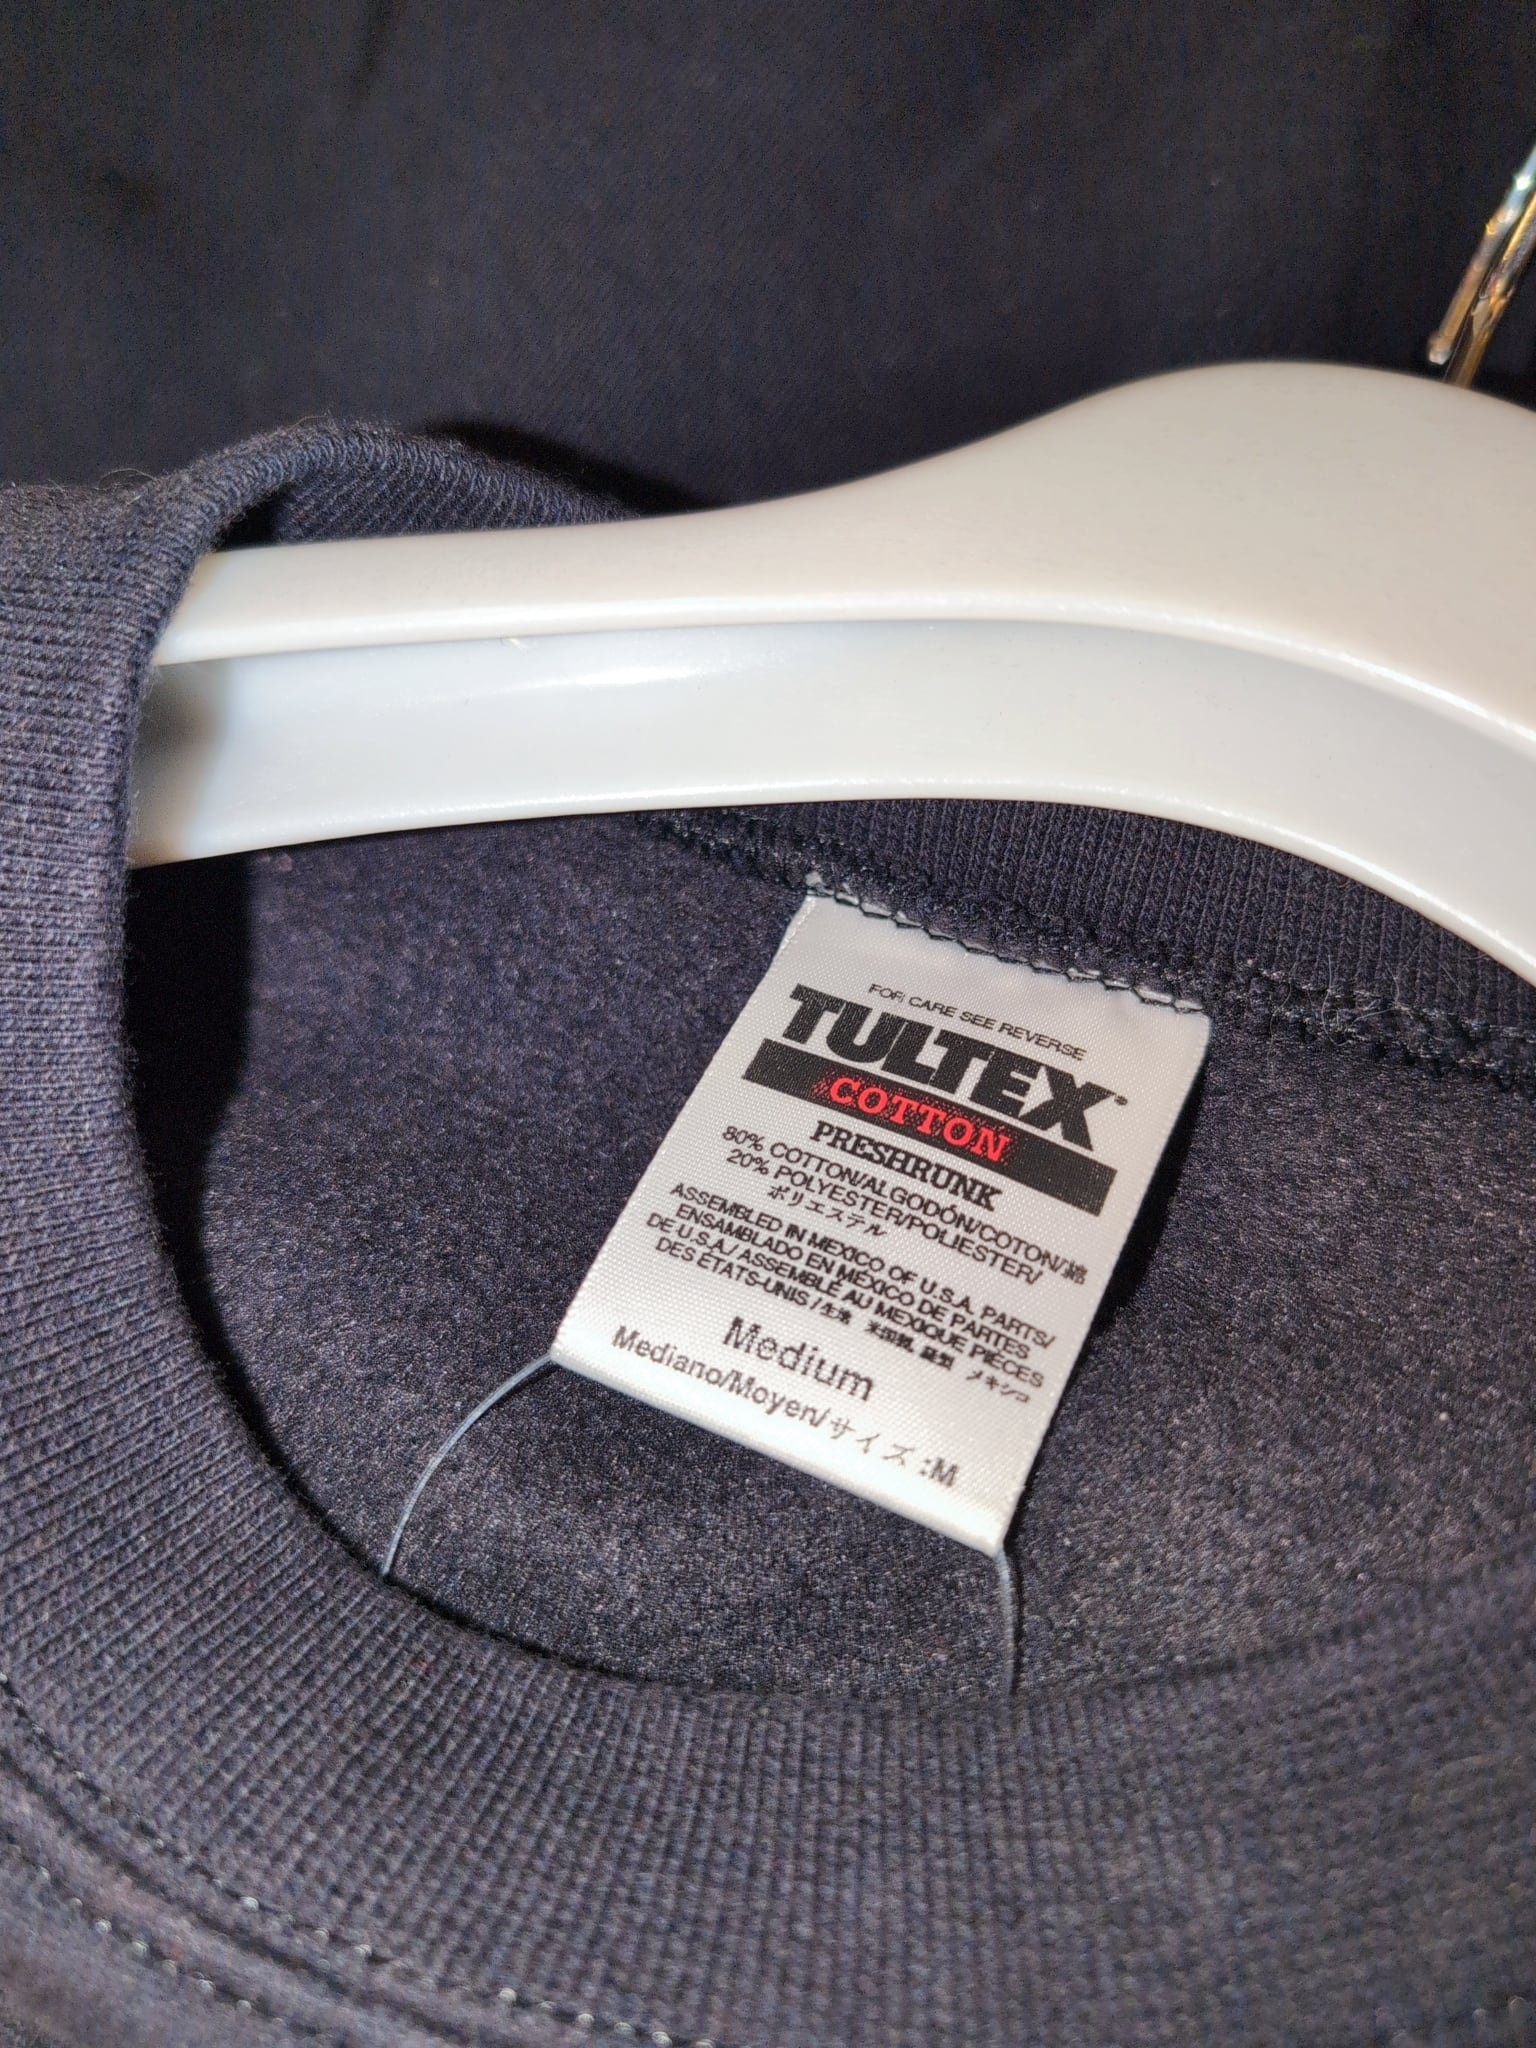 FOR CARE SEE REVERSE
TULTEX
COTTON
PRESHRUNK
80% COTTON/ALGODÓN/COTON/綿
20% POLYESTER/POLIESTER/
ポリエステル
ASSEMBLED IN MEXICO OF U.S.A. PARTS/
ENSAMBLADO EN MÉXICO DE PARTES
DE U.S.A./ASSEMBLÉ AU MEXIQUE PIÈCES
DES ÉTATS-UNIS/生地 米国製 縫製 メキシコ
Medium
Mediano/Moyen/サイズ:M